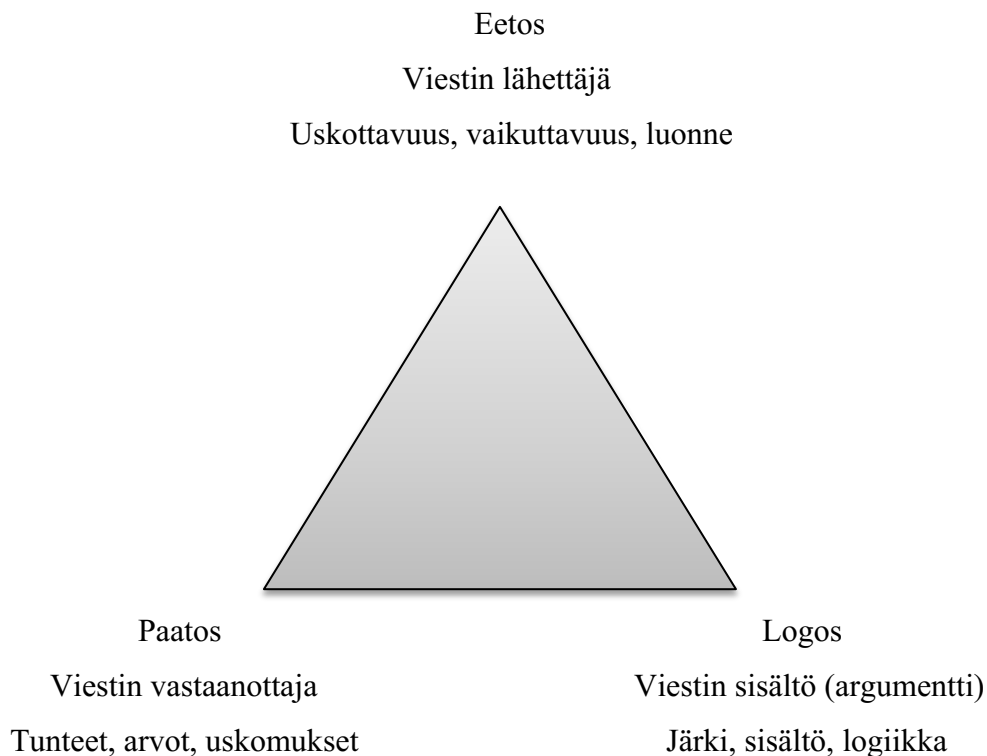 Eetos
Viestin lähettäjä
Uskottavuus, vaikuttavuus, luonne
Paatos
Viestin vastaanottaja
Tunteet, arvot, uskomukset
Logos
Viestin sisältö (argumentti)
Järki, sisältö, logiikka